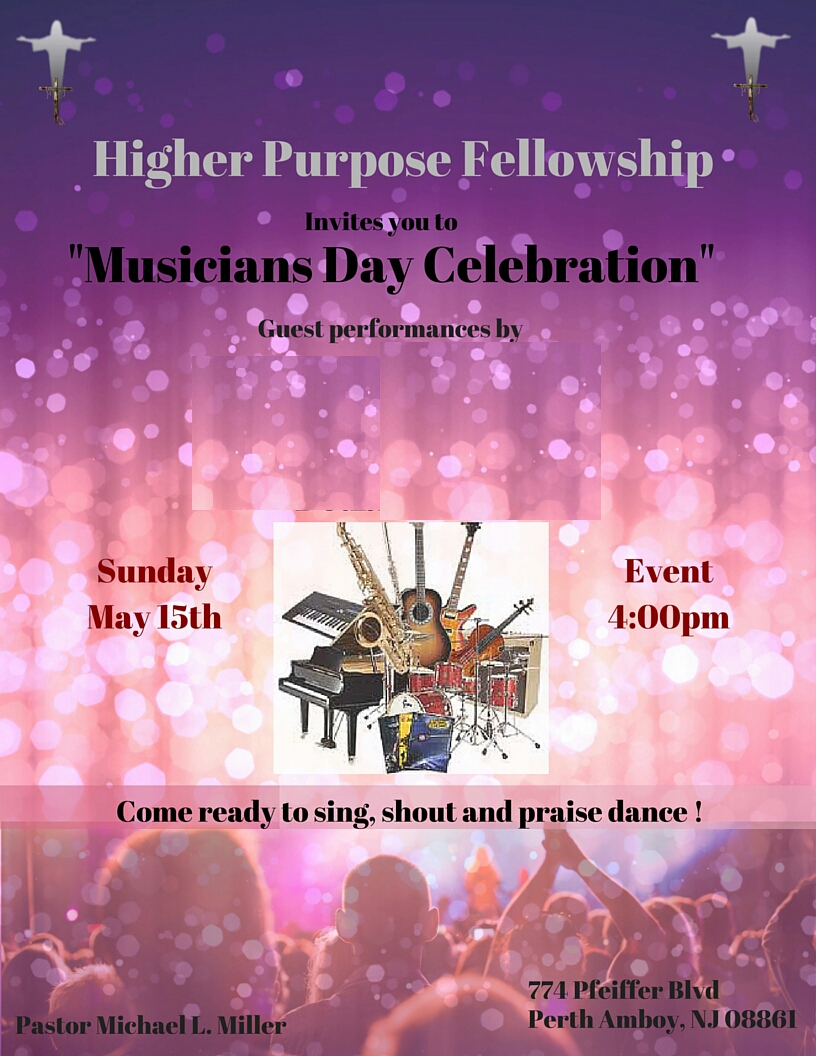 Higher Purpose Fellowship
Invites you to
"Musicians Day Celebration"
Guest performances by
Sunday
May 15th
Event
4:00pm
Come ready to sing, shout and praise dance !
Pastor Michael L. Miller
774 Pfeiffer Blvd
Perth Amboy, NJ 08861